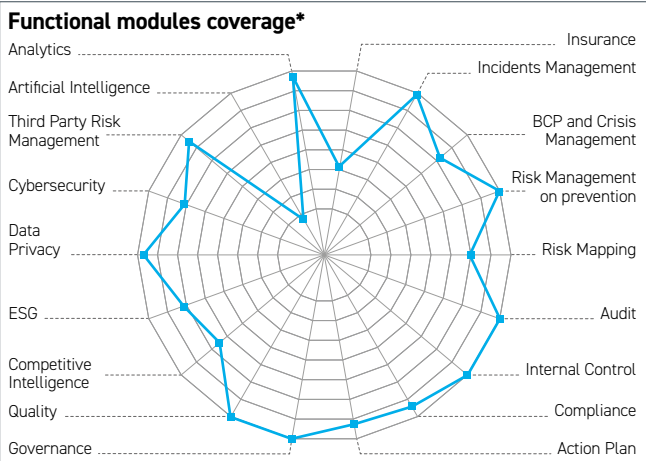 Functional modules coverage*
Analytics
Insurance
Incidents Management
Artificial Intelligence
Third Party Risk
Management
BCP and Crisis
Management
Cybersecurity
Risk Management
on prevention
Data
Privacy
Risk Mapping
ESG
Audit
Competitive
Intelligence
Internal Control
Quality
Compliance
Governance
Action Plan